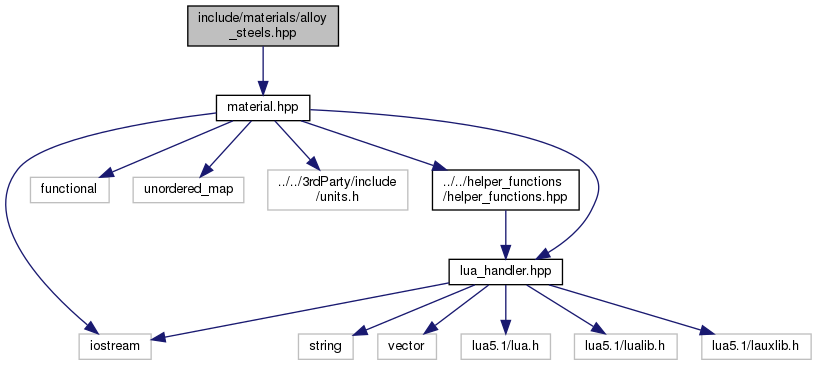 include/materials/alloy
_steels.hpp
material.hpp
functional
unordered_map
../../3rdParty/include
/units.h
../../helper_functions
/helper_functions.hpp
lua_handler.hpp
iostream
string
vector
lua5.1/lua.h
lua5.1/lualib.h
lua5.1/lauxlib.h